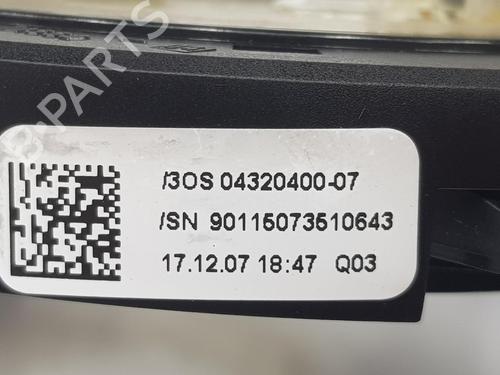 B-PARTS
/3OS 04320400-07
/SN 90115073510643
17.12.07 18:47 Q03